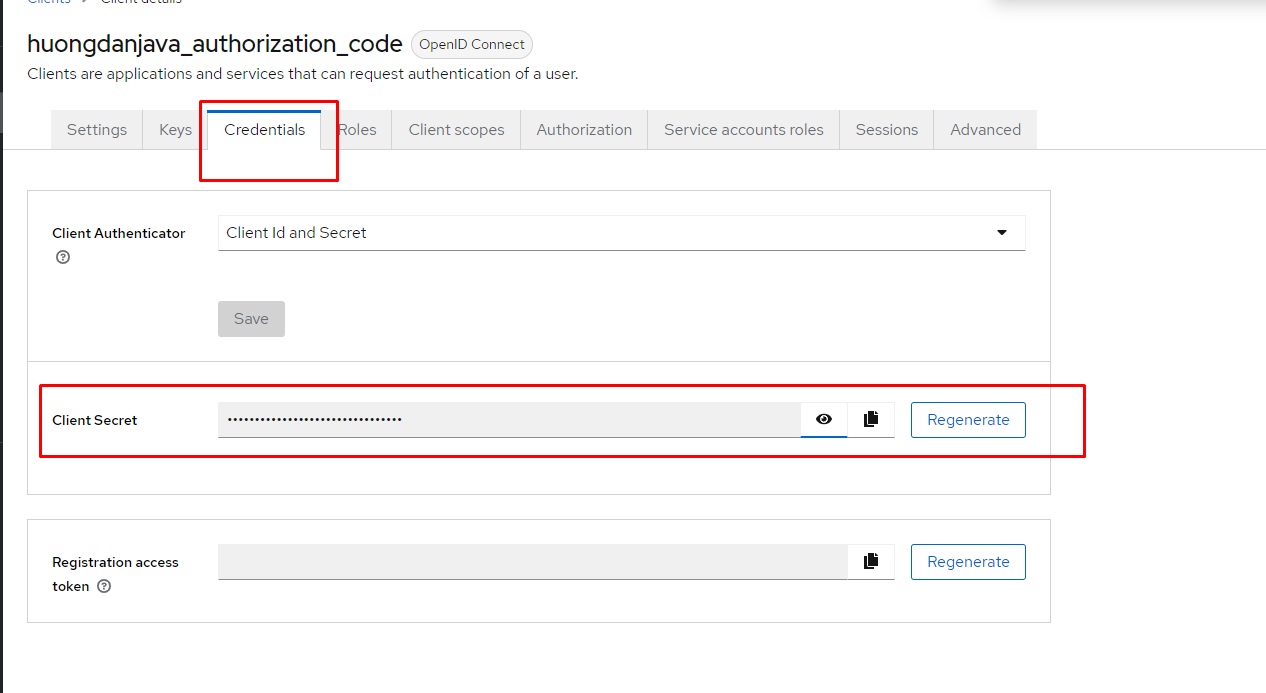 Clients Client details
huongdanjava_authorization_code OpenID Connect
Clients are applications and services that can request authentication of a user.
Settings Keys Credentials Roles Client scopes Authorization Service accounts roles Sessions Advanced
Client Authenticator Client Id and Secret
Save
Client Secret •••••••••••••••••••••••••••••••• Regenerate
Registration access Regenerate
token